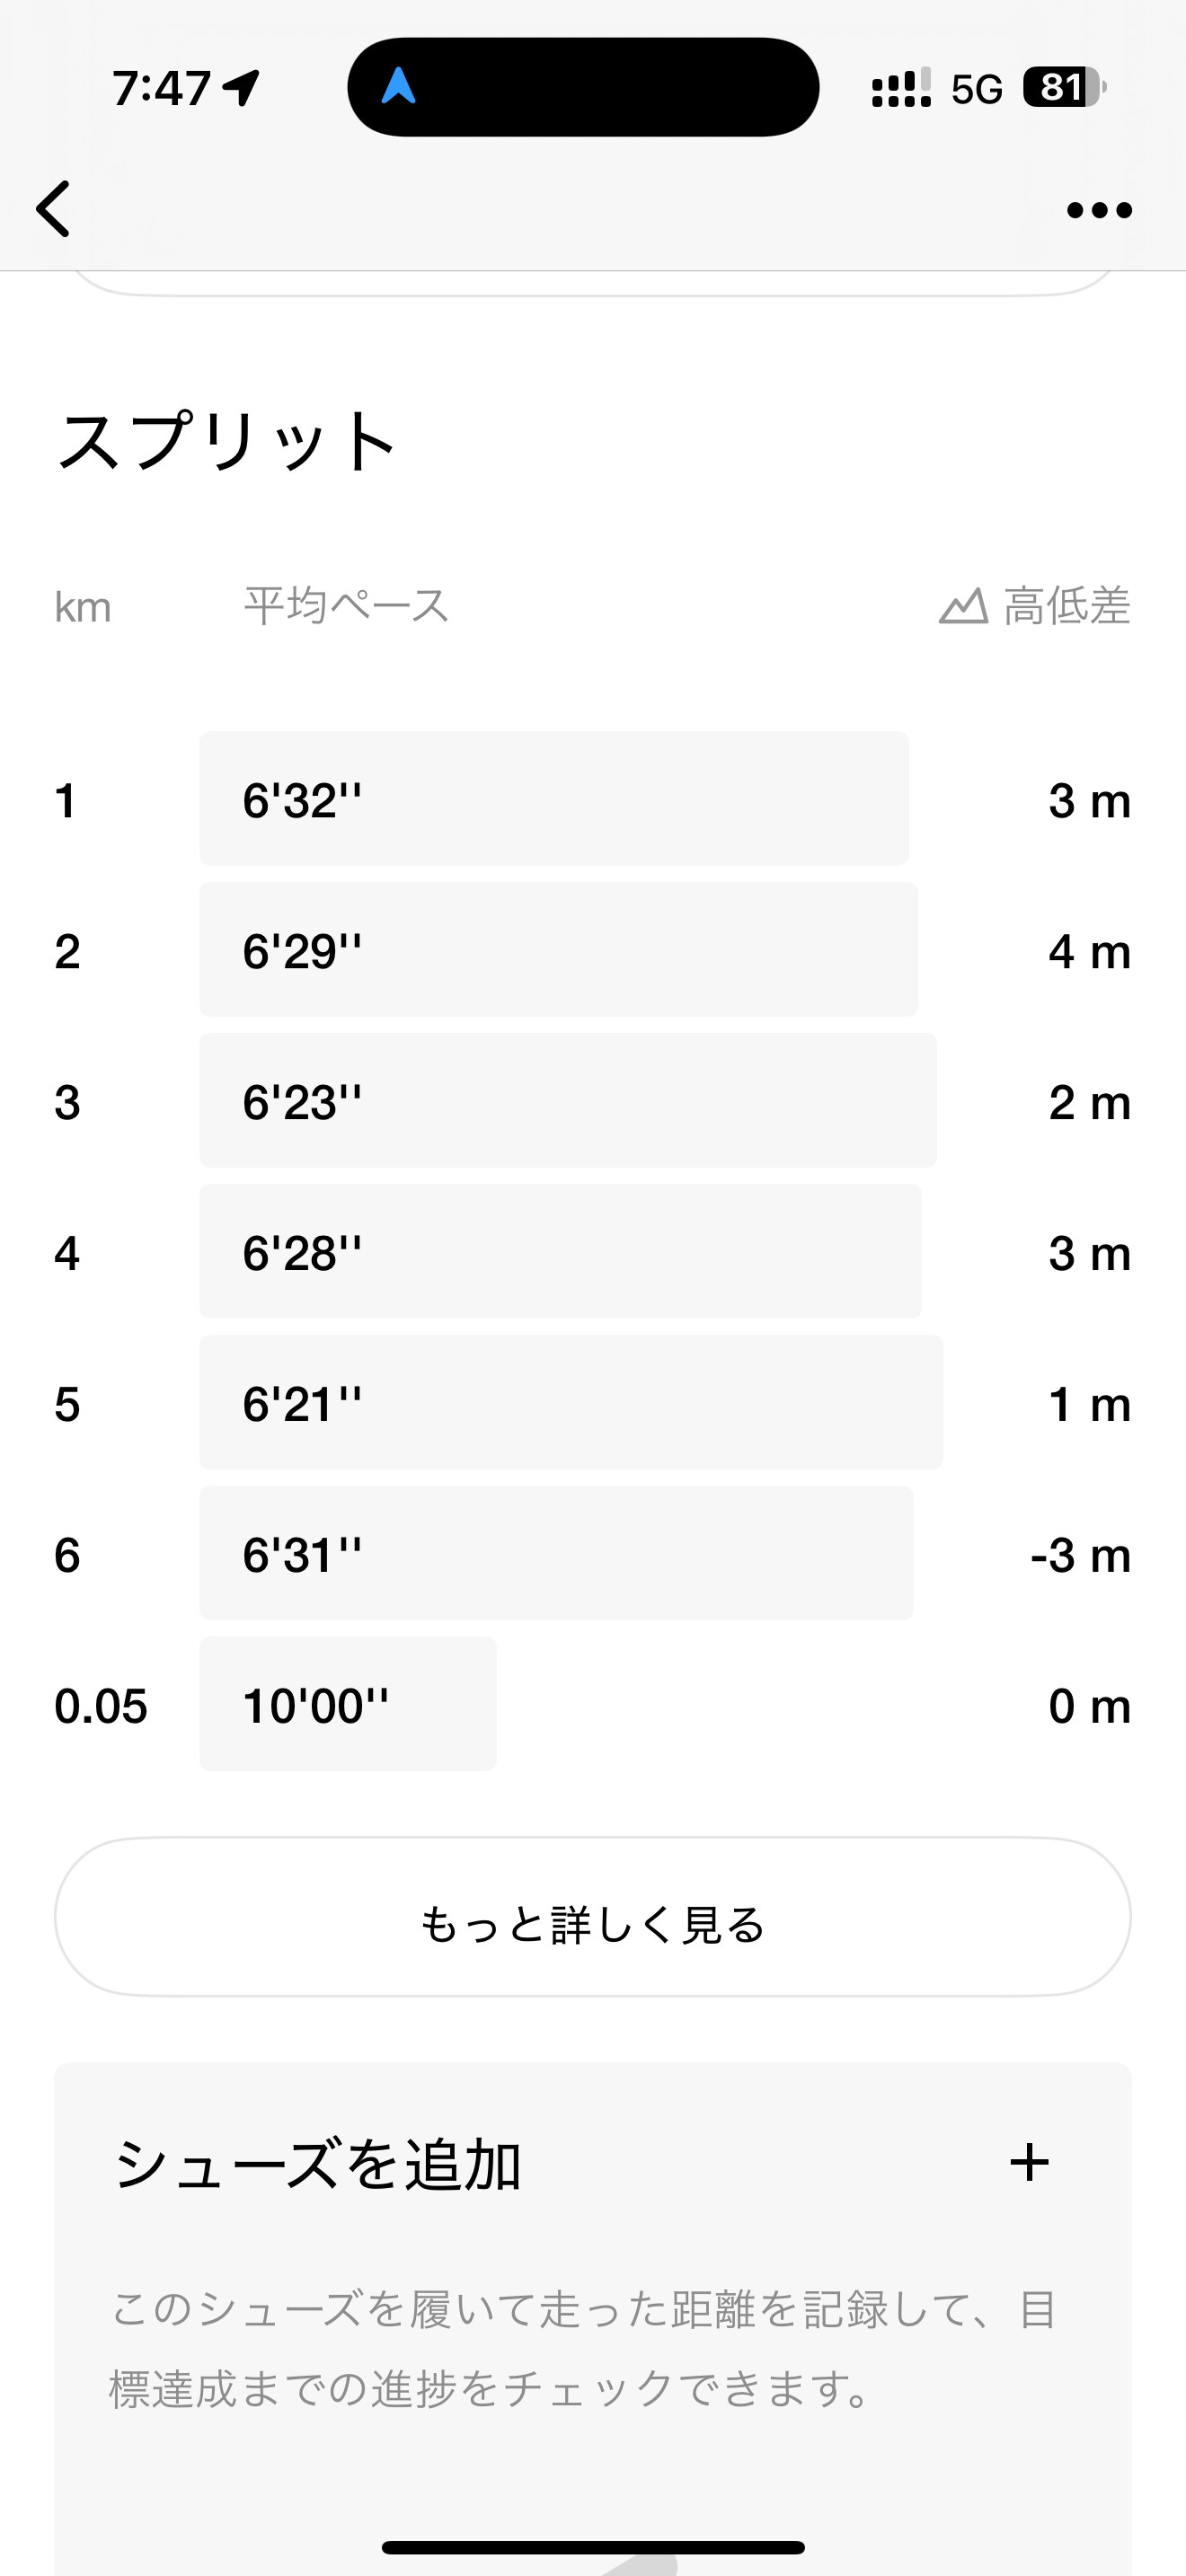 7:47 5G 81
スプリット
km 平均ペース 高低差
1 6'32'' 3 m
2 6'29'' 4 m
3 6'23'' 2 m
4 6'28'' 3 m
5 6'21'' 1 m
6 6'31'' -3 m
0.05 10'00'' 0 m
もっと詳しく見る
シューズを追加 +
このシューズを履いて走った距離を記録して、目
標達成までの進捗をチェックできます。